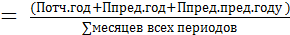 = (Потч.год+Ппред.год+Ппред.пред.году )
∑месяцев всех периодов